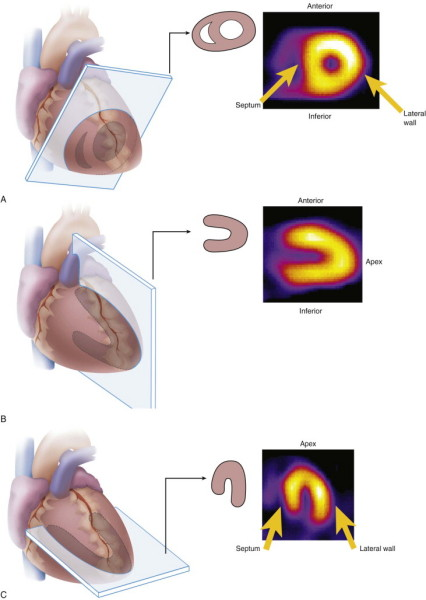 Anterior
Septum
Lateral
wall
Inferior
A
Anterior
Apex
Inferior
B
Apex
Septum
Lateral wall
C